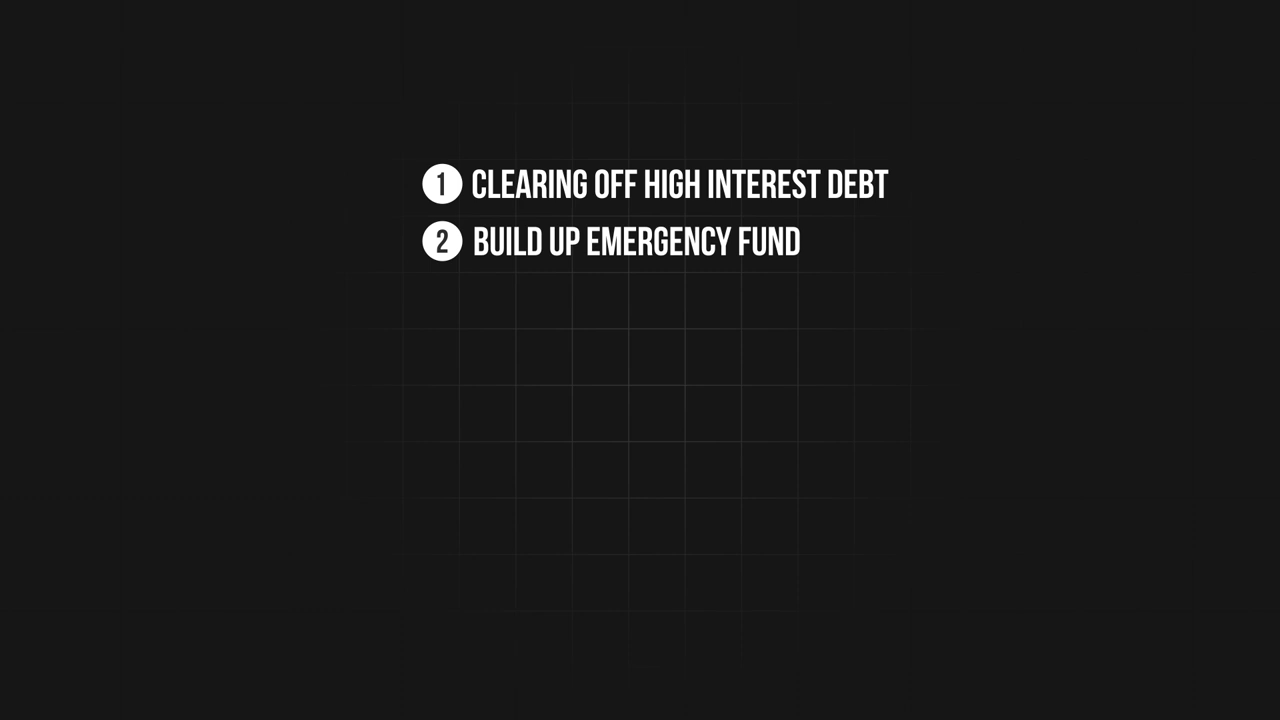 1 CLEARING OFF HIGH INTEREST DEBT
2 BUILD UP EMERGENCY FUND